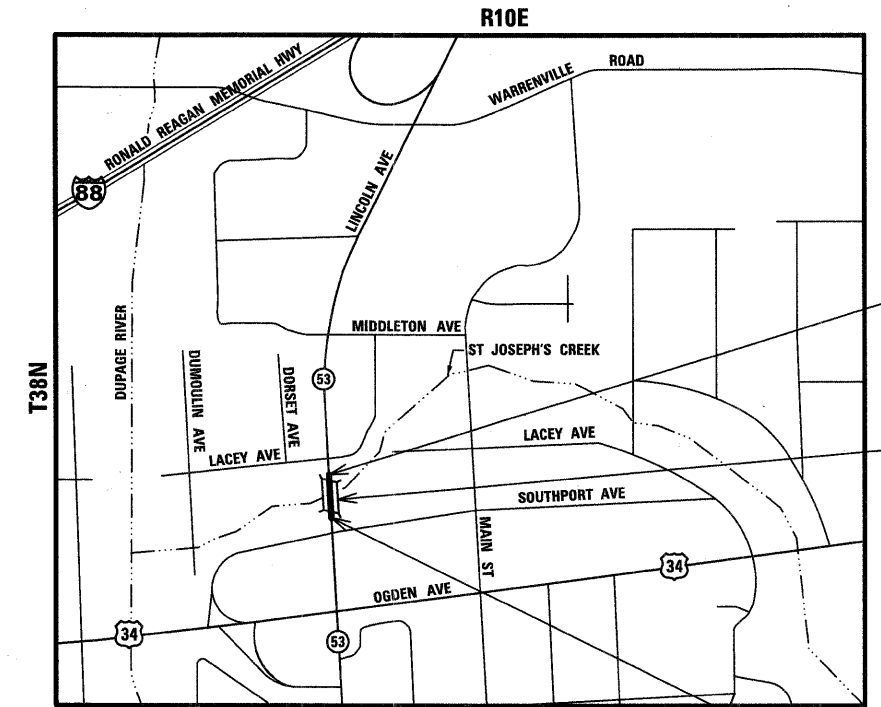 R10E
ROAD
WARRENVILLE
RONALD REAGAN MEMORIAL HWY
88
LINCOLN AVE
DUPAGE RIVER
MIDDLETON AVE
ST JOSEPH'S CREEK
T38N
DUMOULIN AVE
DORSET AVE
53
LACEY AVE
LACEY AVE
SOUTHPORT AVE
MAIN ST
34
OGDEN AVE
34
53